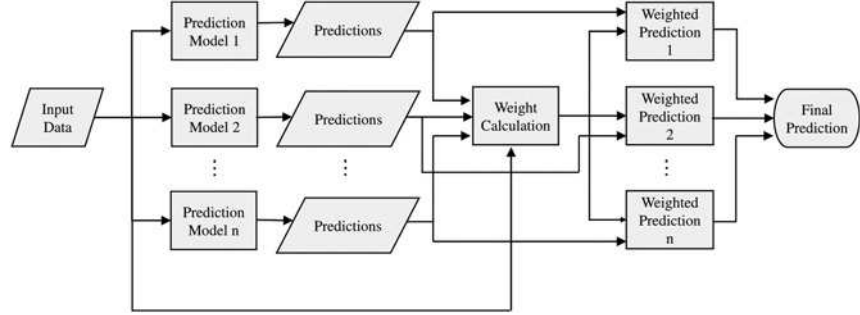 Input
Data
Prediction
Model 1
Predictions
Prediction
Model 2
Predictions
Prediction
Model n
Predictions
Weight
Calculation
Weighted
Prediction
1
Weighted
Prediction
2
Weighted
Prediction
n
Final
Prediction